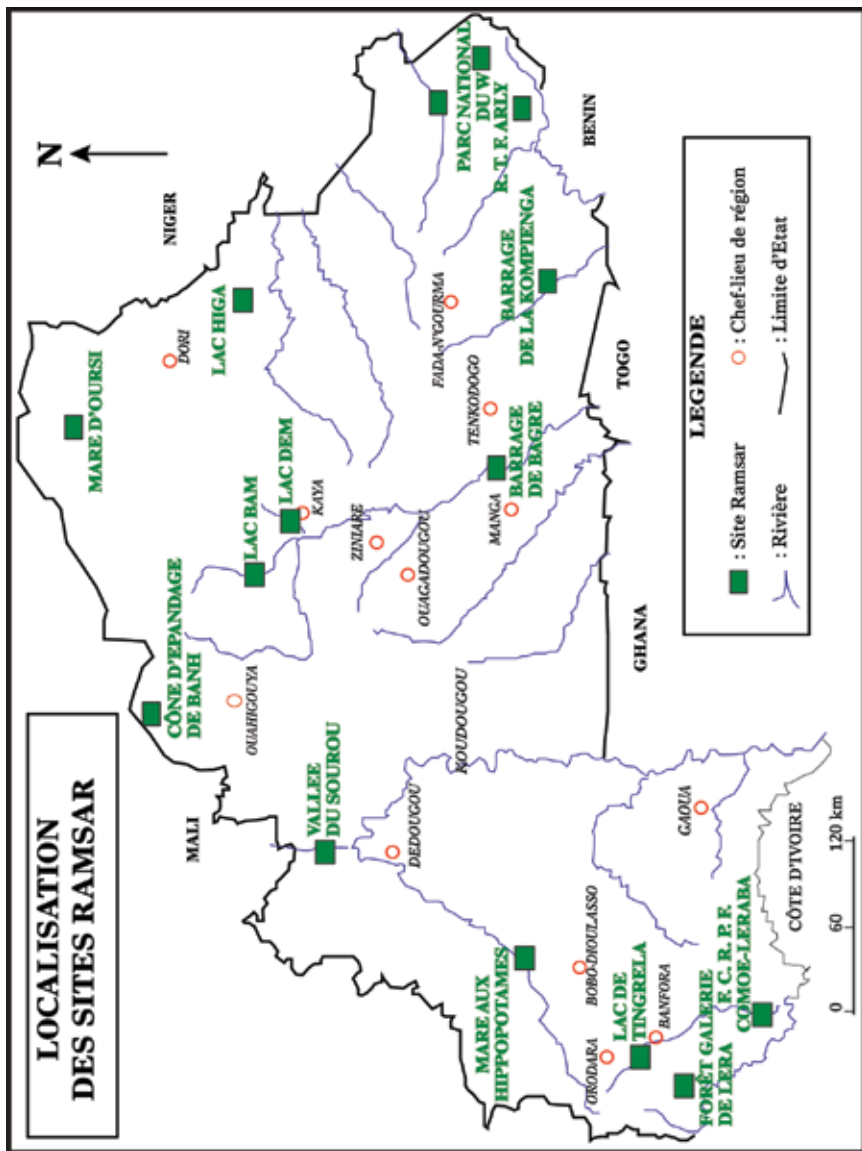 LOCALISATION
DES SITES RAMSAR
N
MALI
NIGER
BENIN
TOGO
GHANA
CÔTE D'IVOIRE
MARE D'OURSI
DORI
LAC HIGA
CÔNE D'EPANDAGE
DE BANH
OUAHIGOUYA
LAC BAM
LAC DEM
KAYA
ZINIARE
OUAGADOUGOU
VALLEE
DU SOUROU
DEDOUGOU
KOUDOUGOU
MANGA
TENKODOGO
BARRAGE
DE BAGRE
FADA-N'GOURMA
BARRAGE
DE LA KOMPIENGA
PARC NATIONAL
DU W
R. T. F. ARLY
MARE AUX
HIPPOPOTAMES
BOBO-DIOULASSO
ORODARA
LAC DE
TINGRELA
BANFORA
FORÊT GALERIE
DE LERA
F. C. R. P. F.
COMOE-LERABA
GAOUA
0 60 120 km
LEGENDE
: Site Ramsar
: Chef-lieu de région
: Rivière
: Limite d'Etat